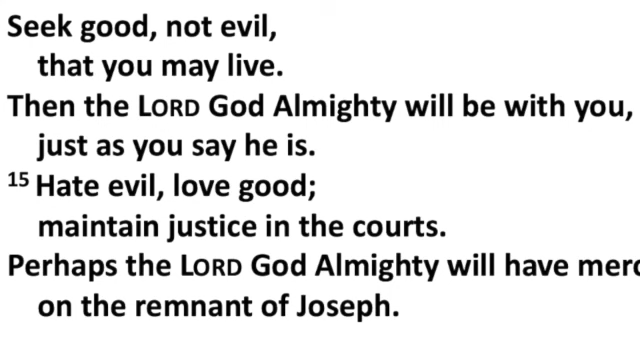 Seek good, not evil,
that you may live.
Then the LORD God Almighty will be with you,
just as you say he is.
15 Hate evil, love good;
maintain justice in the courts.
Perhaps the LORD God Almighty will have
on the remnant of Joseph.